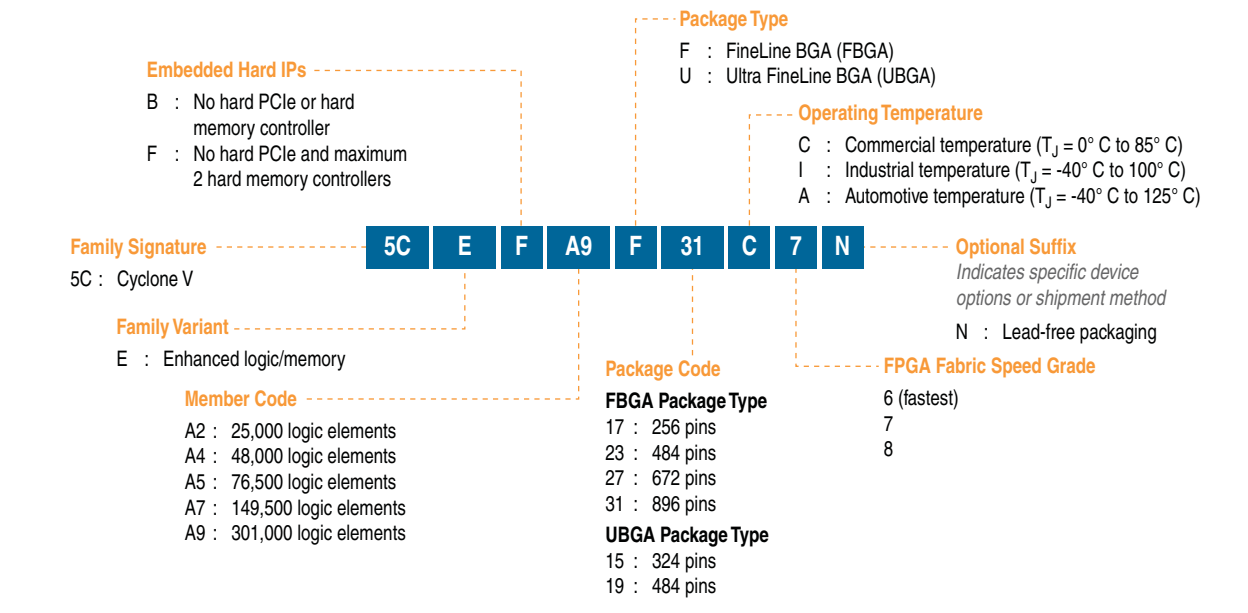 Package Type
F : FineLine BGA (FBGA)
U : Ultra FineLine BGA (UBGA)
Embedded Hard IPs
B : No hard PCIe or hard
memory controller
F : No hard PCIe and maximum
2 hard memory controllers
Operating Temperature
C : Commercial temperature (TJ = 0° C to 85° C)
I : Industrial temperature (TJ = -40° C to 100° C)
A : Automotive temperature (TJ = -40° C to 125° C)
Family Signature
5C : Cyclone V
5C E F A9 F 31 C 7 N
Optional Suffix
Indicates specific device
options or shipment method
N : Lead-free packaging
Family Variant
E : Enhanced logic/memory
Member Code
A2 : 25,000 logic elements
A4 : 48,000 logic elements
A5 : 76,500 logic elements
A7 : 149,500 logic elements
A9 : 301,000 logic elements
Package Code
FBGA Package Type
17 : 256 pins
23 : 484 pins
27 : 672 pins
31 : 896 pins
UBGA Package Type
15 : 324 pins
19 : 484 pins
FPGA Fabric Speed Grade
6 (fastest)
7
8